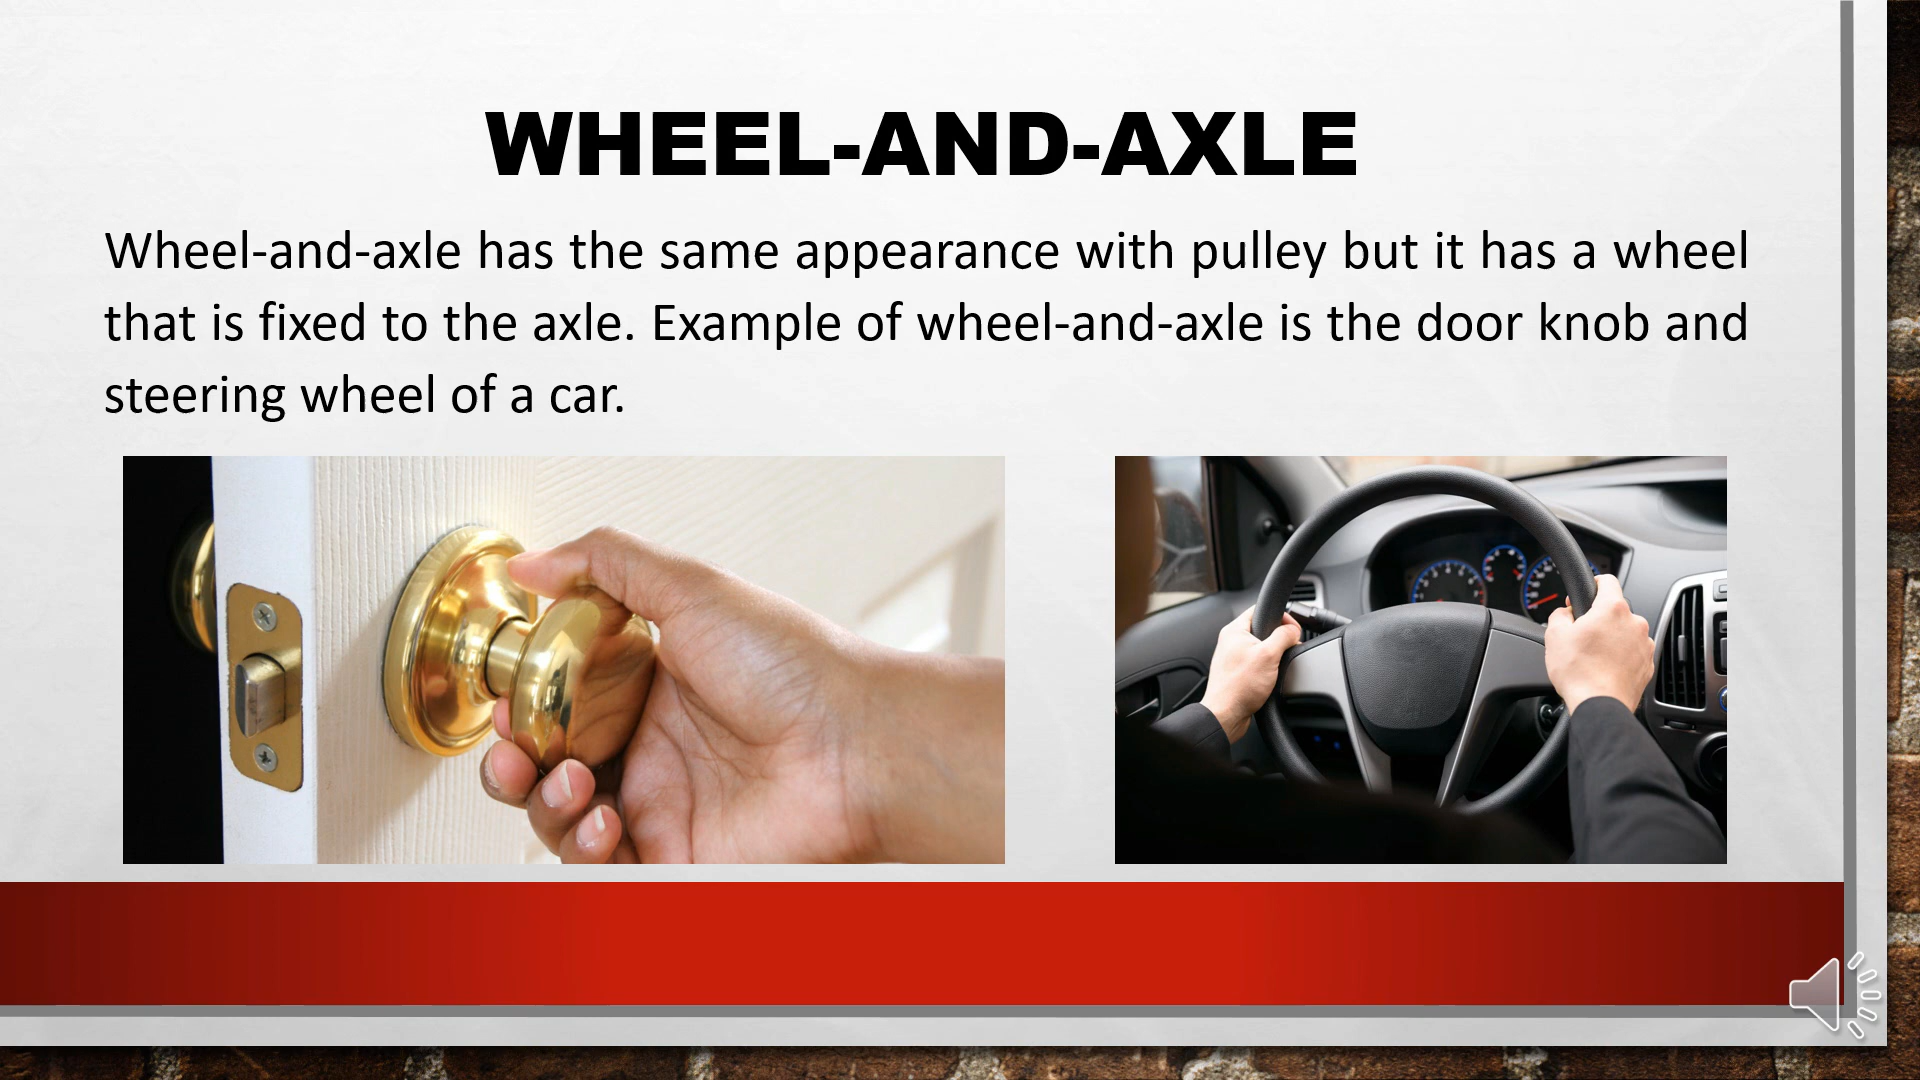 WHEEL-AND-AXLE
Wheel-and-axle has the same appearance with pulley but it has a wheel
that is fixed to the axle. Example of wheel-and-axle is the door knob and
steering wheel of a car.